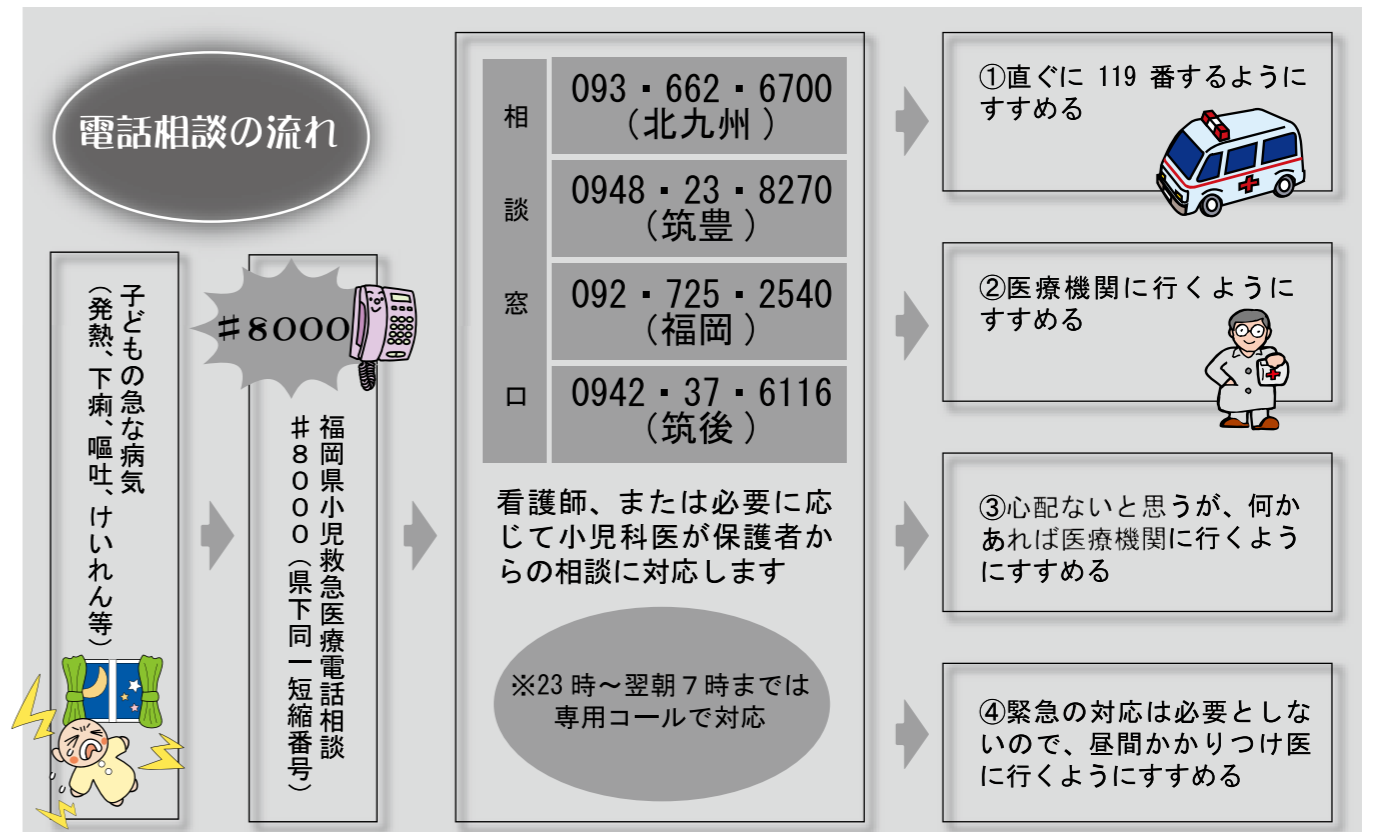 電話相談の流れ
子どもの急な病気
(発熱、下痢、嘔吐、けいれん等)
♯8000
福岡県小児救急医療電話相談
♯8000(県下同一短縮番号)
相談窓口
093・662・6700
(北九州)
0948・23・8270
(筑豊)
092・725・2540
(福岡)
0942・37・6116
(筑後)
看護師、または必要に応
じて小児科医が保護者か
らの相談に対応します
※23時～翌朝7時までは
専用コールで対応
①直ぐに 119 番するように
すすめる
②医療機関に行くように
すすめる
③心配ないと思うが、何か
あれば医療機関に行くよう
にすすめる
④緊急の対応は必要としな
いので、昼間かかりつけ医
に行くようにすすめる